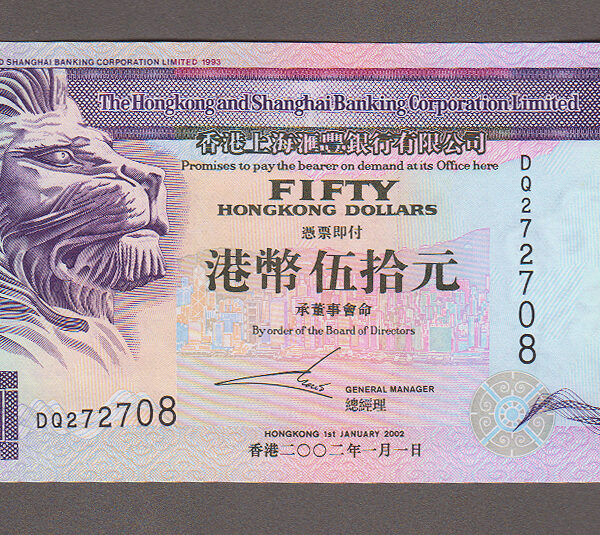 SHANGHAI BANKING CORPORATION LIMITED 1993
The Hongkong and Shanghai Banking Corporation Limited
香港上海滙豐銀行有限公司
Promises to pay the bearer on demand at its Office here
FIFTY
HONGKONG DOLLARS
憑票即付
港幣伍拾元
承董事會命
By order of the Board of Directors
GENERAL MANAGER
總經理
HONGKONG 1st JANUARY 2002
香港二〇〇二年一月一日
DQ272708
DQ272708